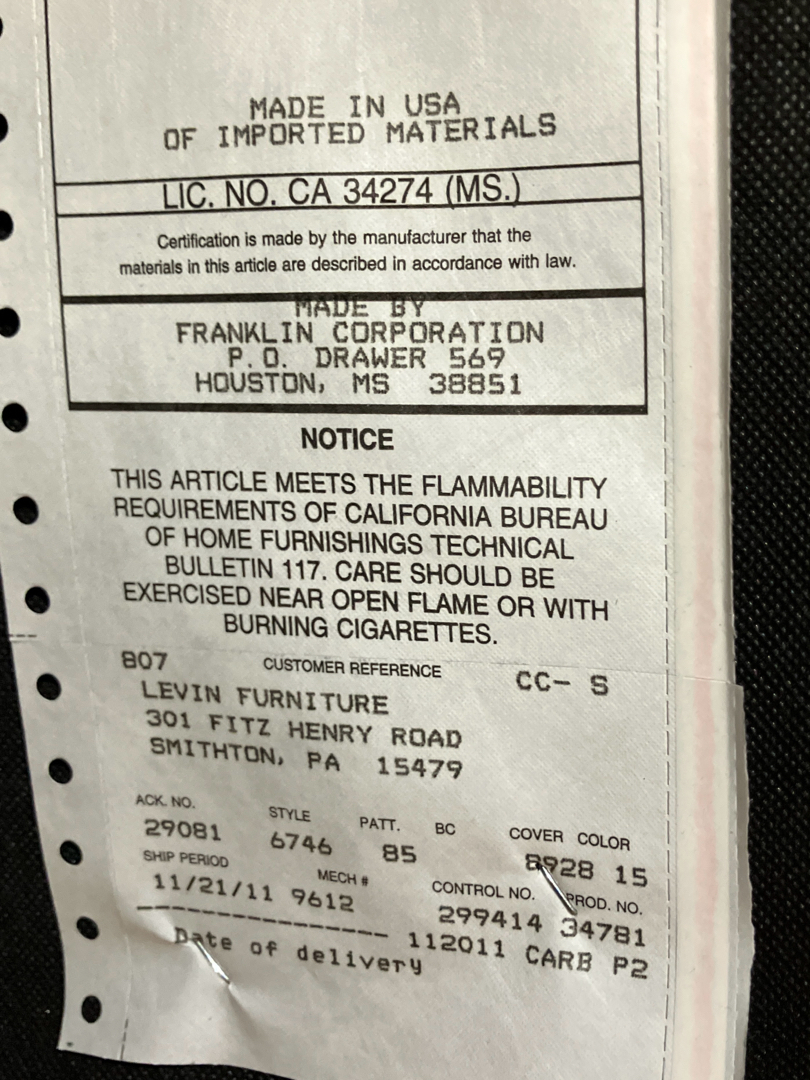 MADE IN USA
OF IMPORTED MATERIALS
LIC. NO. CA 34274 (MS.)
Certification is made by the manufacturer that the
materials in this article are described in accordance with law.
MADE BY
FRANKLIN CORPORATION
P.O. DRAWER 569
HOUSTON, MS 38851
NOTICE
THIS ARTICLE MEETS THE FLAMMABILITY
REQUIREMENTS OF CALIFORNIA BUREAU
OF HOME FURNISHINGS TECHNICAL
BULLETIN 117. CARE SHOULD BE
EXERCISED NEAR OPEN FLAME OR WITH
BURNING CIGARETTES.
807 CUSTOMER REFERENCE CC- S
LEVIN FURNITURE
301 FITZ HENRY ROAD
SMITHTON, PA 15479
ACK. NO. STYLE PATT. BC COVER COLOR
29081 6746 85 8928 15
SHIP PERIOD MECH # CONTROL NO. PROD. NO.
11/21/11 9612 299414 34781
Date of delivery 112011 CARB P2